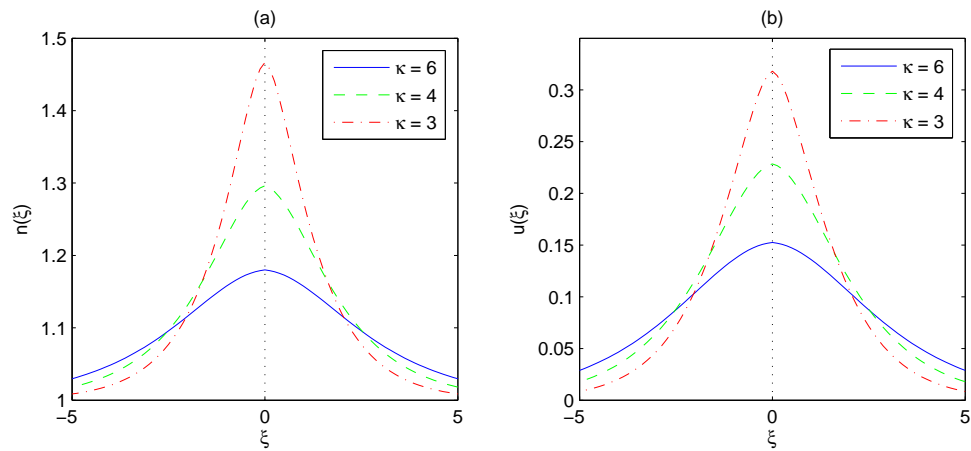 (a)
1.5
1.4
1.3
1.2
1.1
1
n(ξ)
−5
0
5
ξ
κ = 6
κ = 4
κ = 3
(b)
0.3
0.25
0.2
0.15
0.1
0.05
0
u(ξ)
−5
0
5
ξ
κ = 6
κ = 4
κ = 3